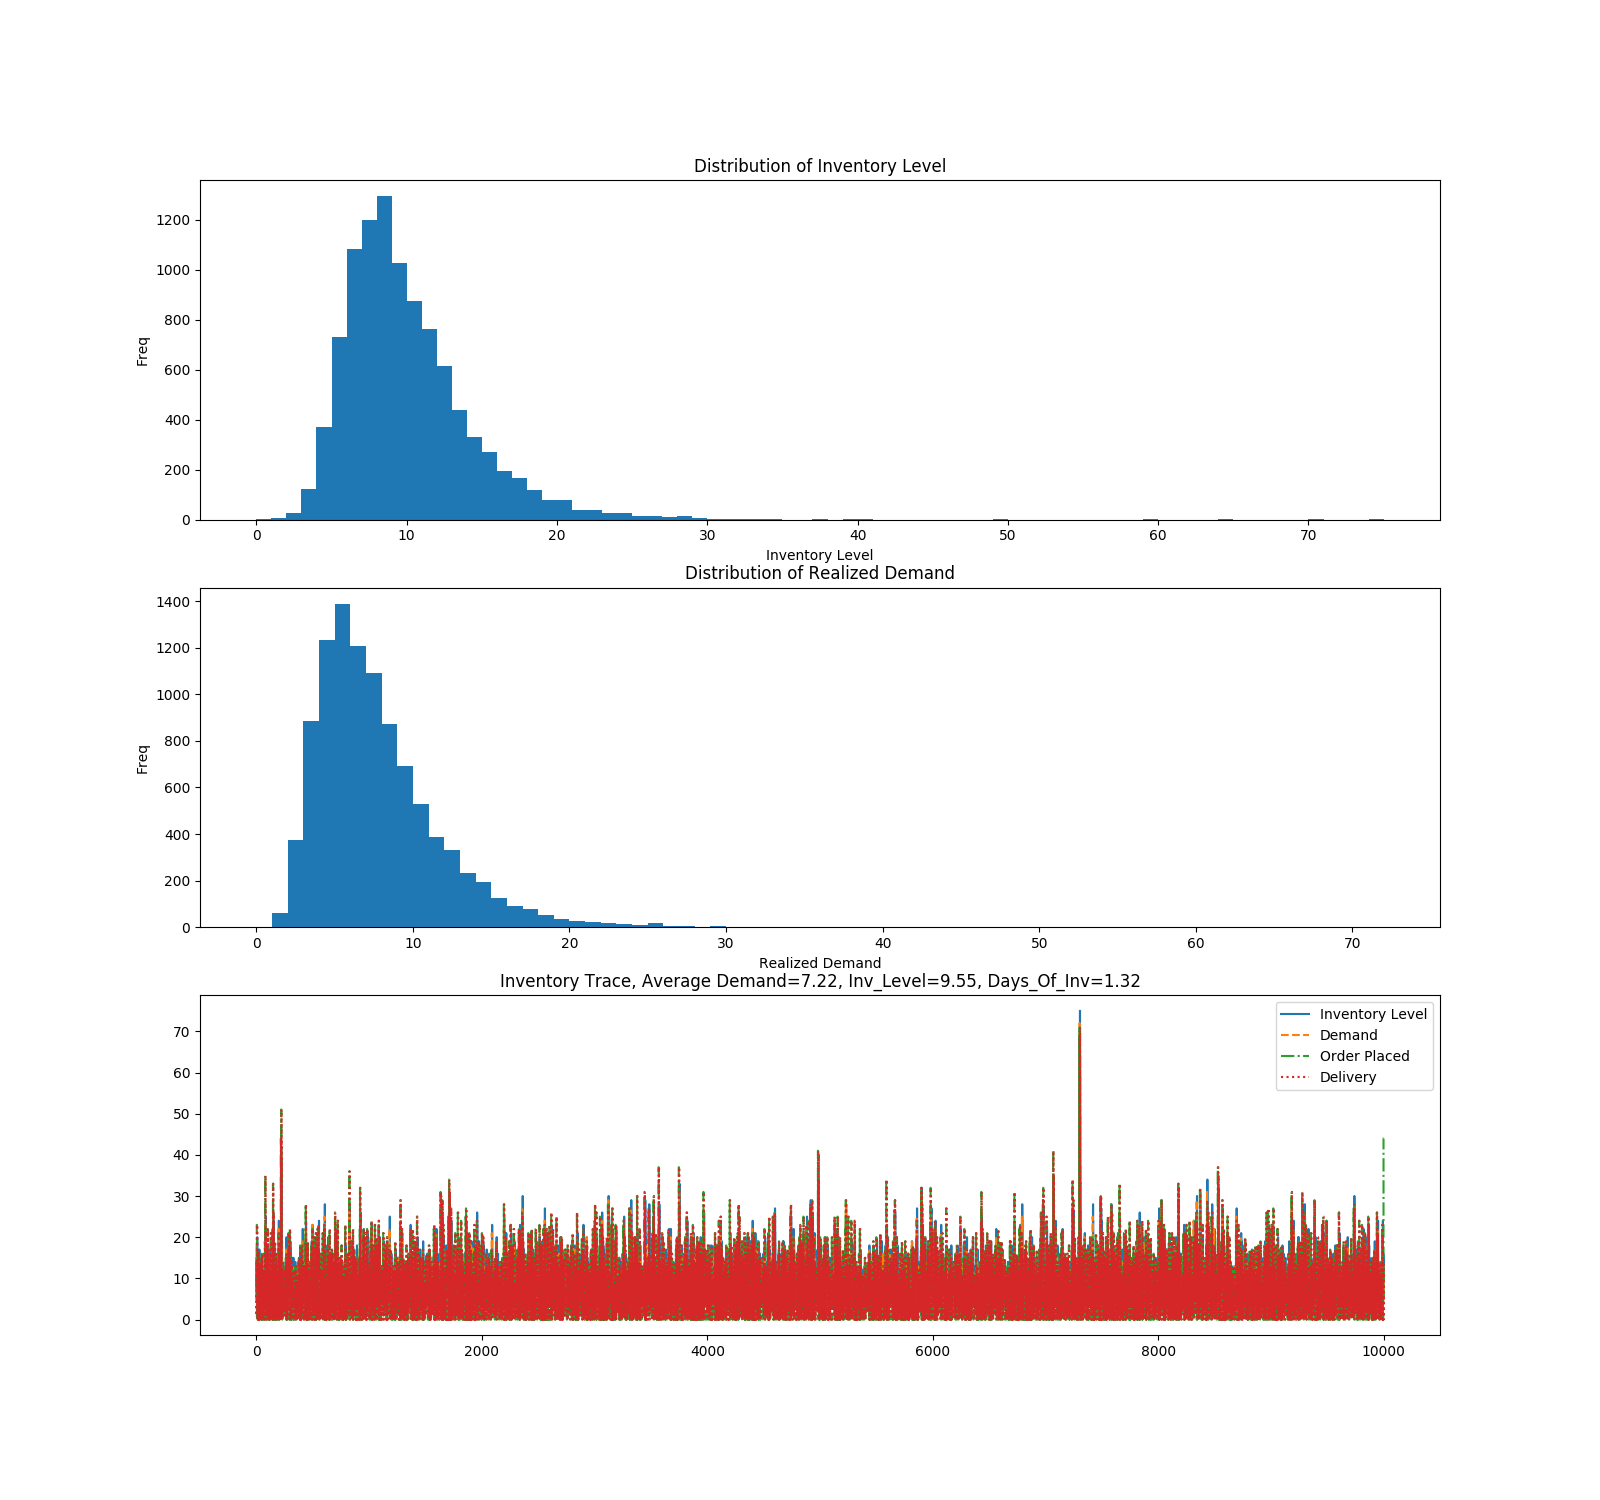 Distribution of Inventory Level
1200
1000
800
600
400
200
0
Freq
0 10 20 30 40 50 60 70
Inventory Level
Distribution of Realized Demand
1400
1200
1000
800
600
400
200
0
Freq
0 10 20 30 40 50 60 70
Realized Demand
Inventory Trace, Average Demand=7.22, Inv_Level=9.55, Days_Of_Inv=1.32
70
60
50
40
30
20
10
0
Inventory Level
Demand
Order Placed
Delivery
0 2000 4000 6000 8000 10000